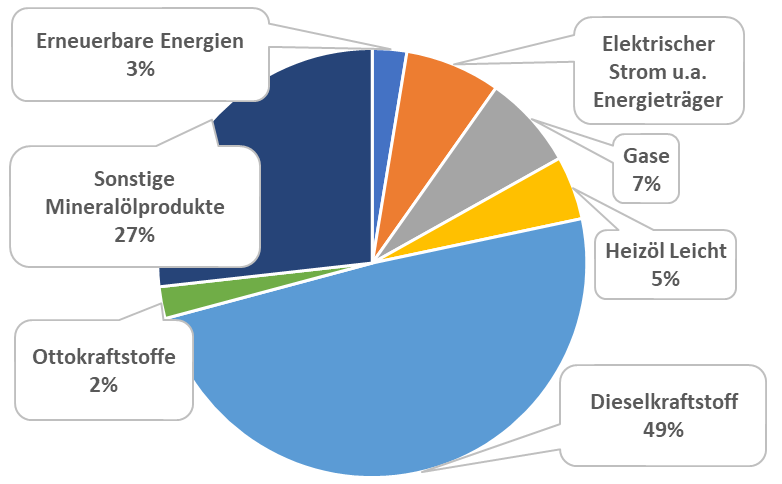 Erneuerbare Energien
3%
Elektrischer
Strom u.a.
Energieträger
Gase
7%
Heizöl Leicht
5%
Dieselkraftstoff
49%
Ottokraftstoffe
2%
Sonstige
Mineralölprodukte
27%